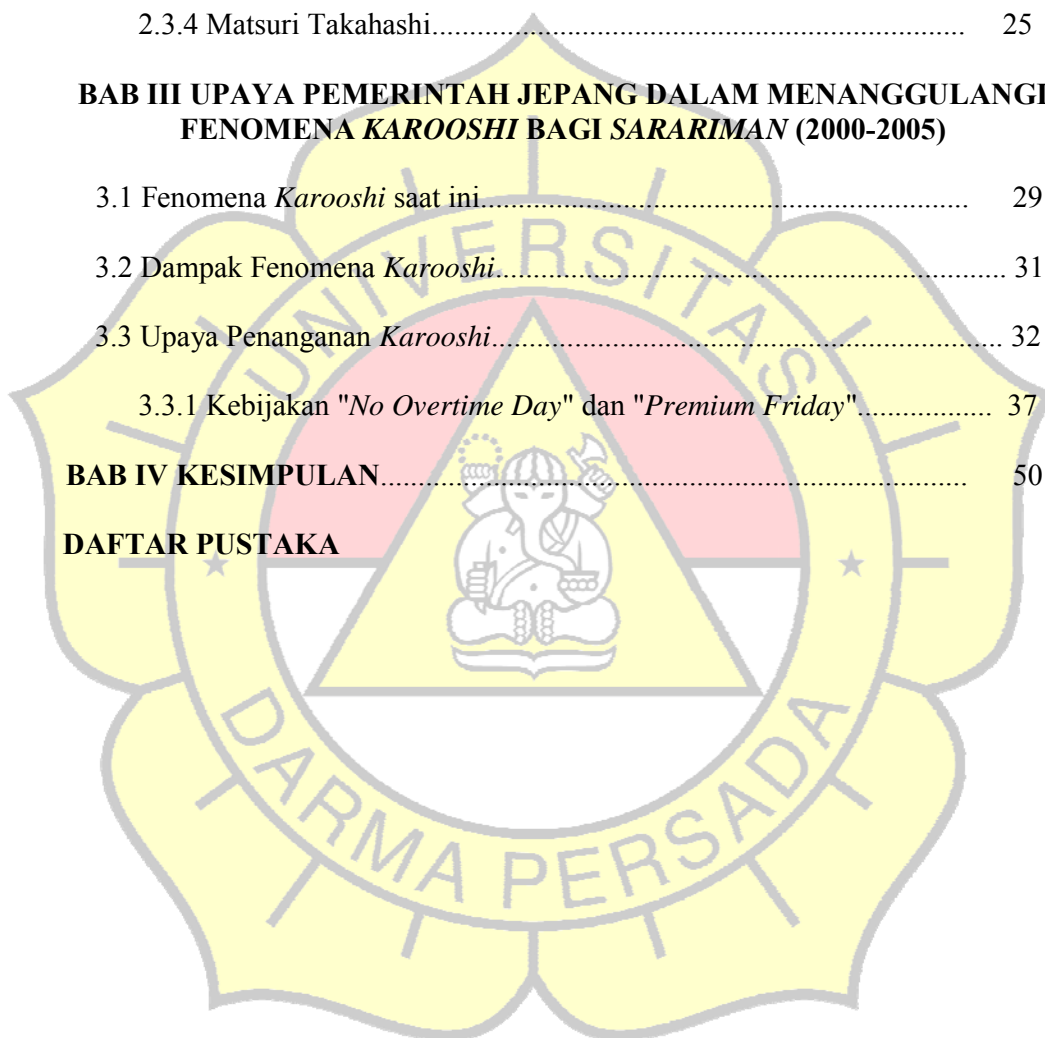 2.3.4 Matsuri Takahashi.................................................................... 25
BAB III UPAYA PEMERINTAH JEPANG DALAM MENANGGULANGI
FENOMENA KAROOSHI BAGI SARARIMAN (2000-2005)
3.1 Fenomena Karooshi saat ini.............................................................. 29
3.2 Dampak Fenomena Karooshi................................................................. 31
3.3 Upaya Penanganan Karooshi................................................................. 32
3.3.1 Kebijakan "No Overtime Day" dan "Premium Friday"................. 37
BAB IV KESIMPULAN........................................................................... 50
DAFTAR PUSTAKA
UNIVERSITAS
DARMA PERSADA